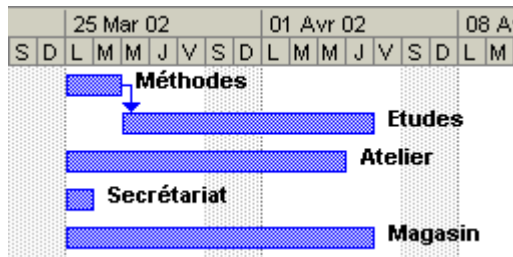 25 Mar 02 01 Avr 02 08 A
S D L M M J V S D L M M J V S D L M
Méthodes
Etudes
Atelier
Secrétariat
Magasin